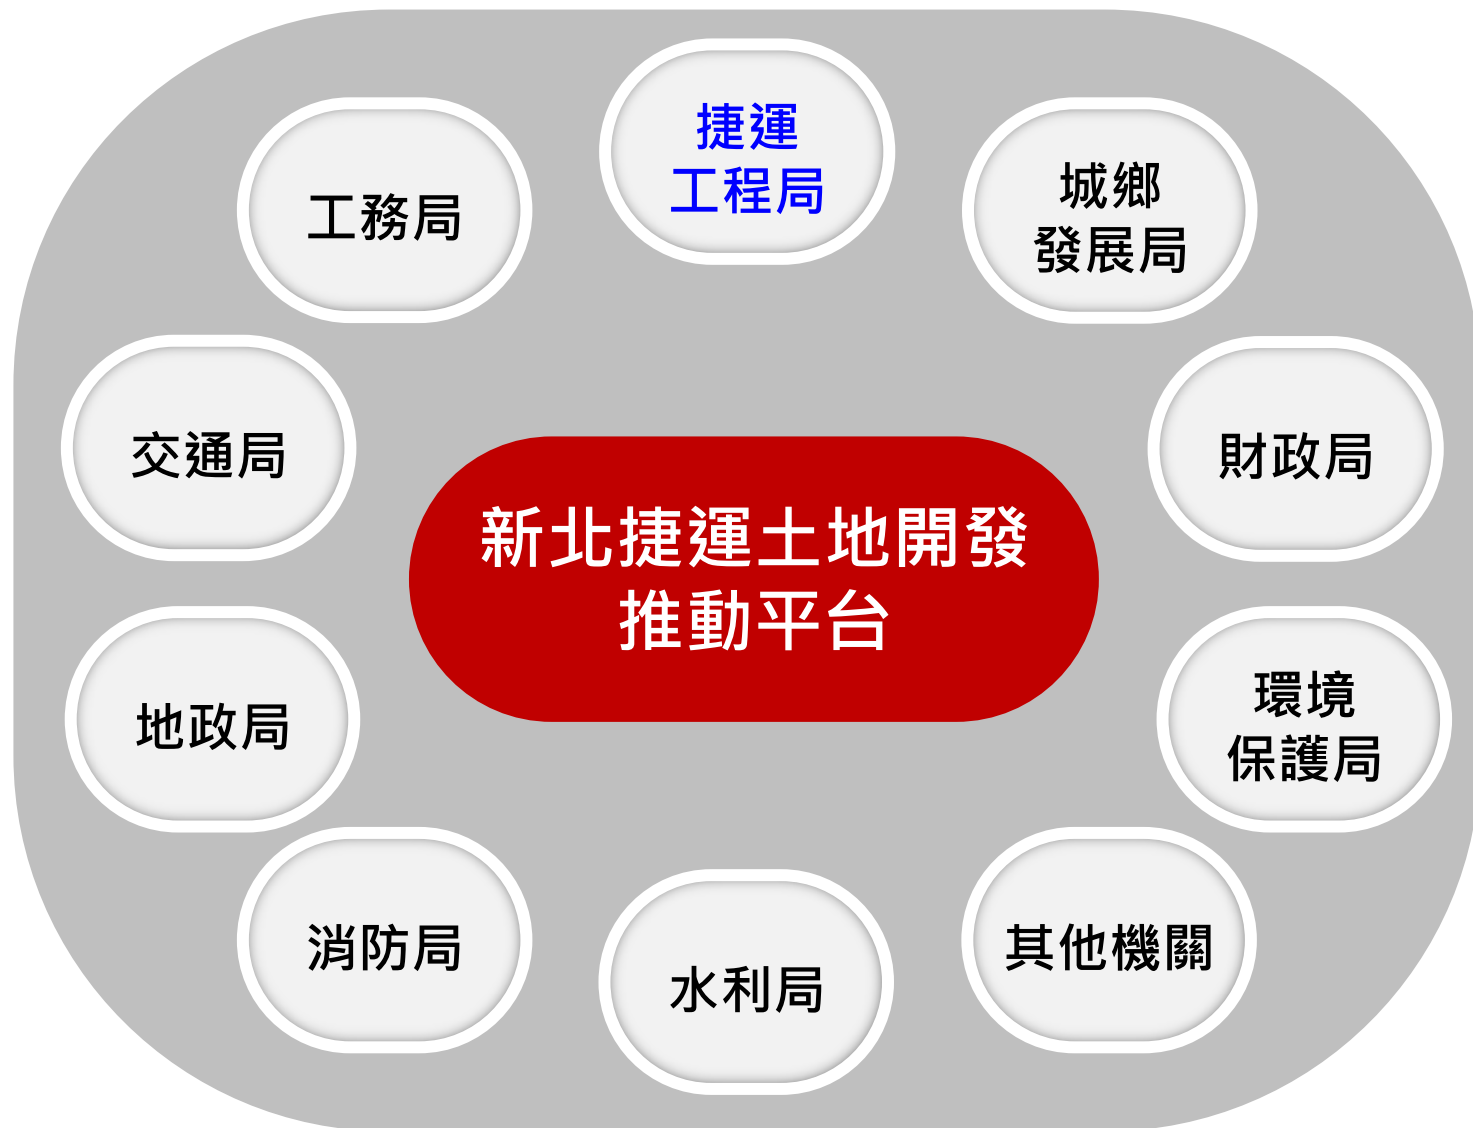 捷運
工程局
工務局
城鄉
發展局
交通局
財政局
新北捷運土地開發
推動平台
地政局
環境
保護局
消防局
其他機關
水利局